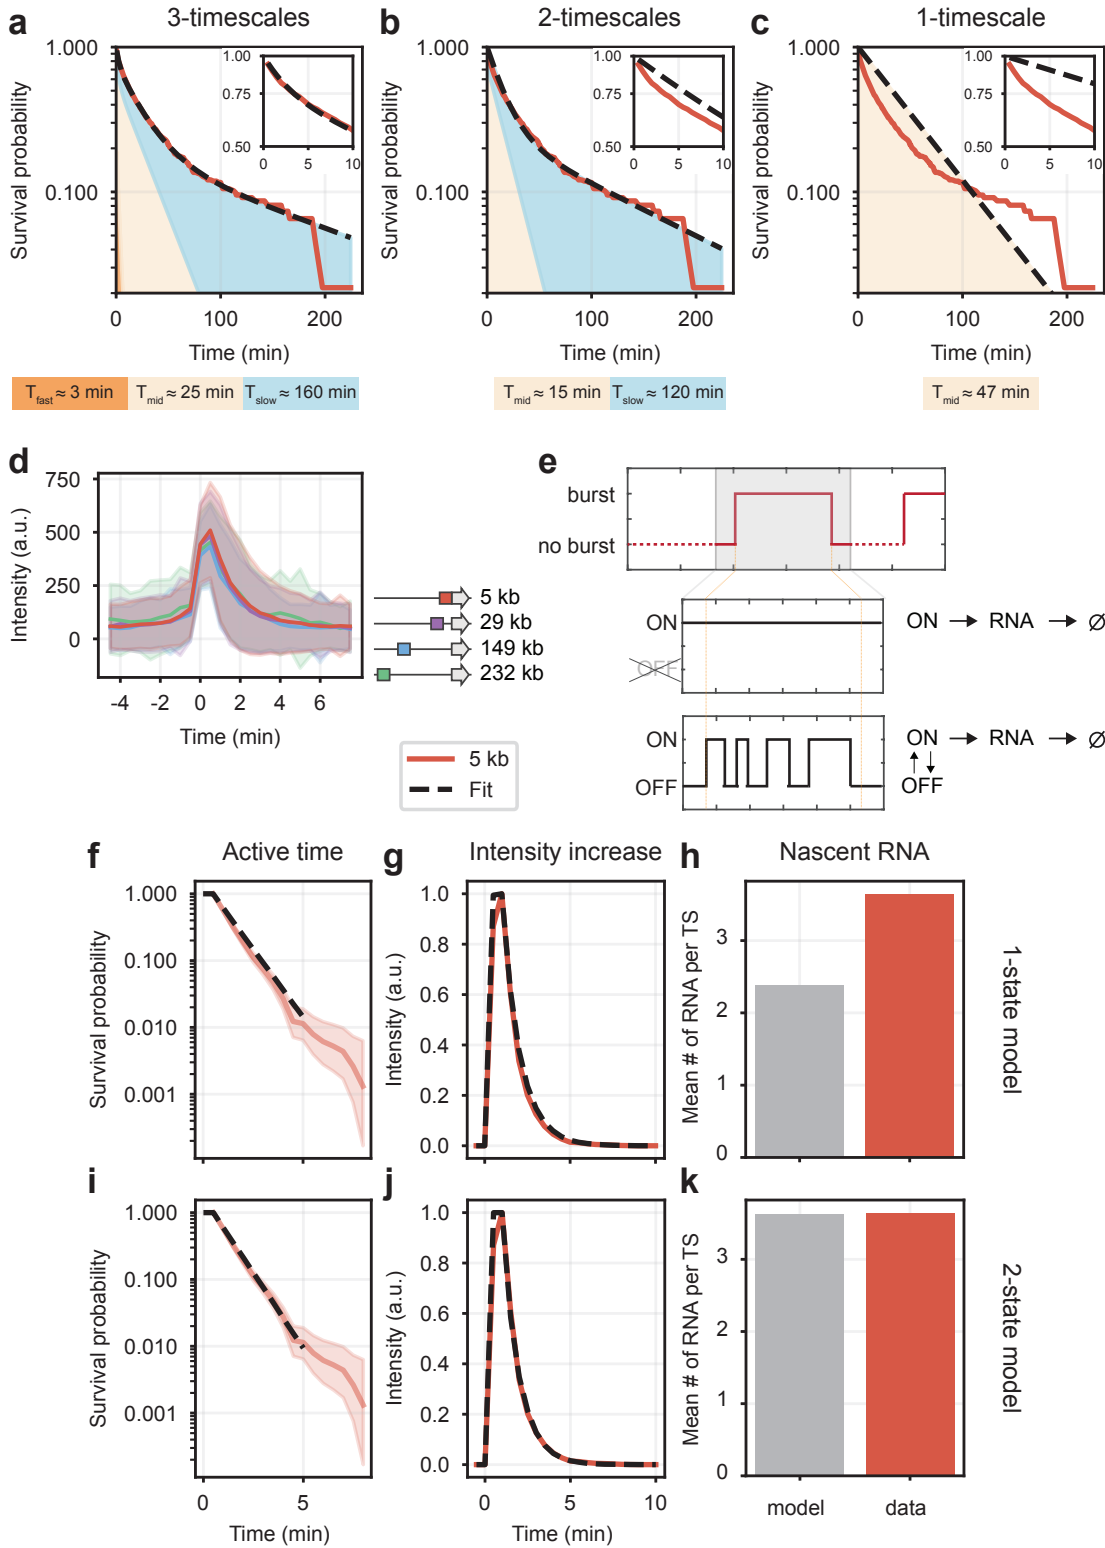 a
3-timescales
Survival probability
1.000
0.100
0
100
200
Time (min)
1.00
0.75
0.50
0
5
10
T_fast ≈ 3 min
T_mid ≈ 25 min
T_slow ≈ 160 min
b
2-timescales
Survival probability
1.000
0.100
0
100
200
Time (min)
1.00
0.75
0.50
0
5
10
T_mid ≈ 15 min
T_slow ≈ 120 min
c
1-timescale
Survival probability
1.000
0.100
0
100
200
Time (min)
1.00
0.75
0.50
0
5
10
T_mid ≈ 47 min
d
Intensity (a.u.)
750
500
250
0
-4
-2
0
2
4
6
Time (min)
5 kb
29 kb
149 kb
232 kb
e
burst
no burst
ON
OFF
ON → RNA → ∅
ON
OFF
ON → RNA → ∅
OFF
5 kb
Fit
f
Active time
Survival probability
1.000
0.100
0.010
0.001
g
Intensity increase
Intensity (a.u.)
1.0
0.8
0.6
0.4
0.2
0.0
h
Nascent RNA
Mean # of RNA per TS
3
2
1
0
1-state model
i
Survival probability
1.000
0.100
0.010
0.001
0
5
Time (min)
j
Intensity (a.u.)
1.0
0.8
0.6
0.4
0.2
0.0
0
5
10
Time (min)
k
Mean # of RNA per TS
3
2
1
0
model
data
2-state model